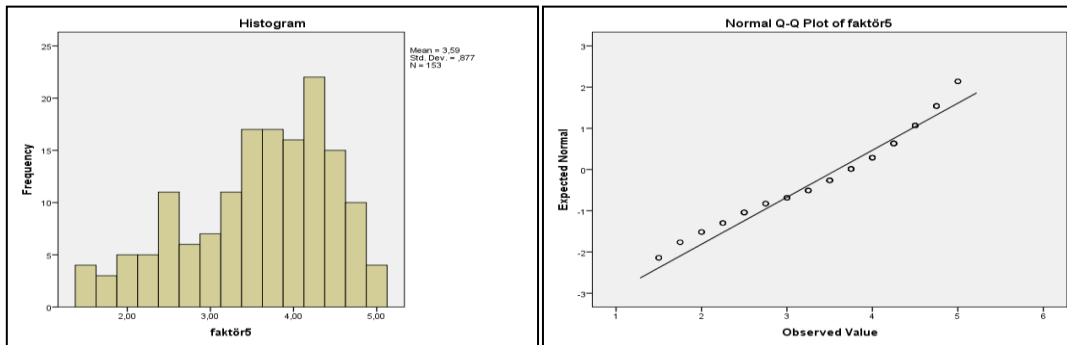 Histogram
Mean = 3,59
Std. Dev. = ,877
N = 153
Frequency
25
20
15
10
5
0
2,00 3,00 4,00 5,00
faktör5
Normal Q-Q Plot of faktör5
Expected Normal
3
2
1
0
-1
-2
-3
1 2 3 4 5 6
Observed Value